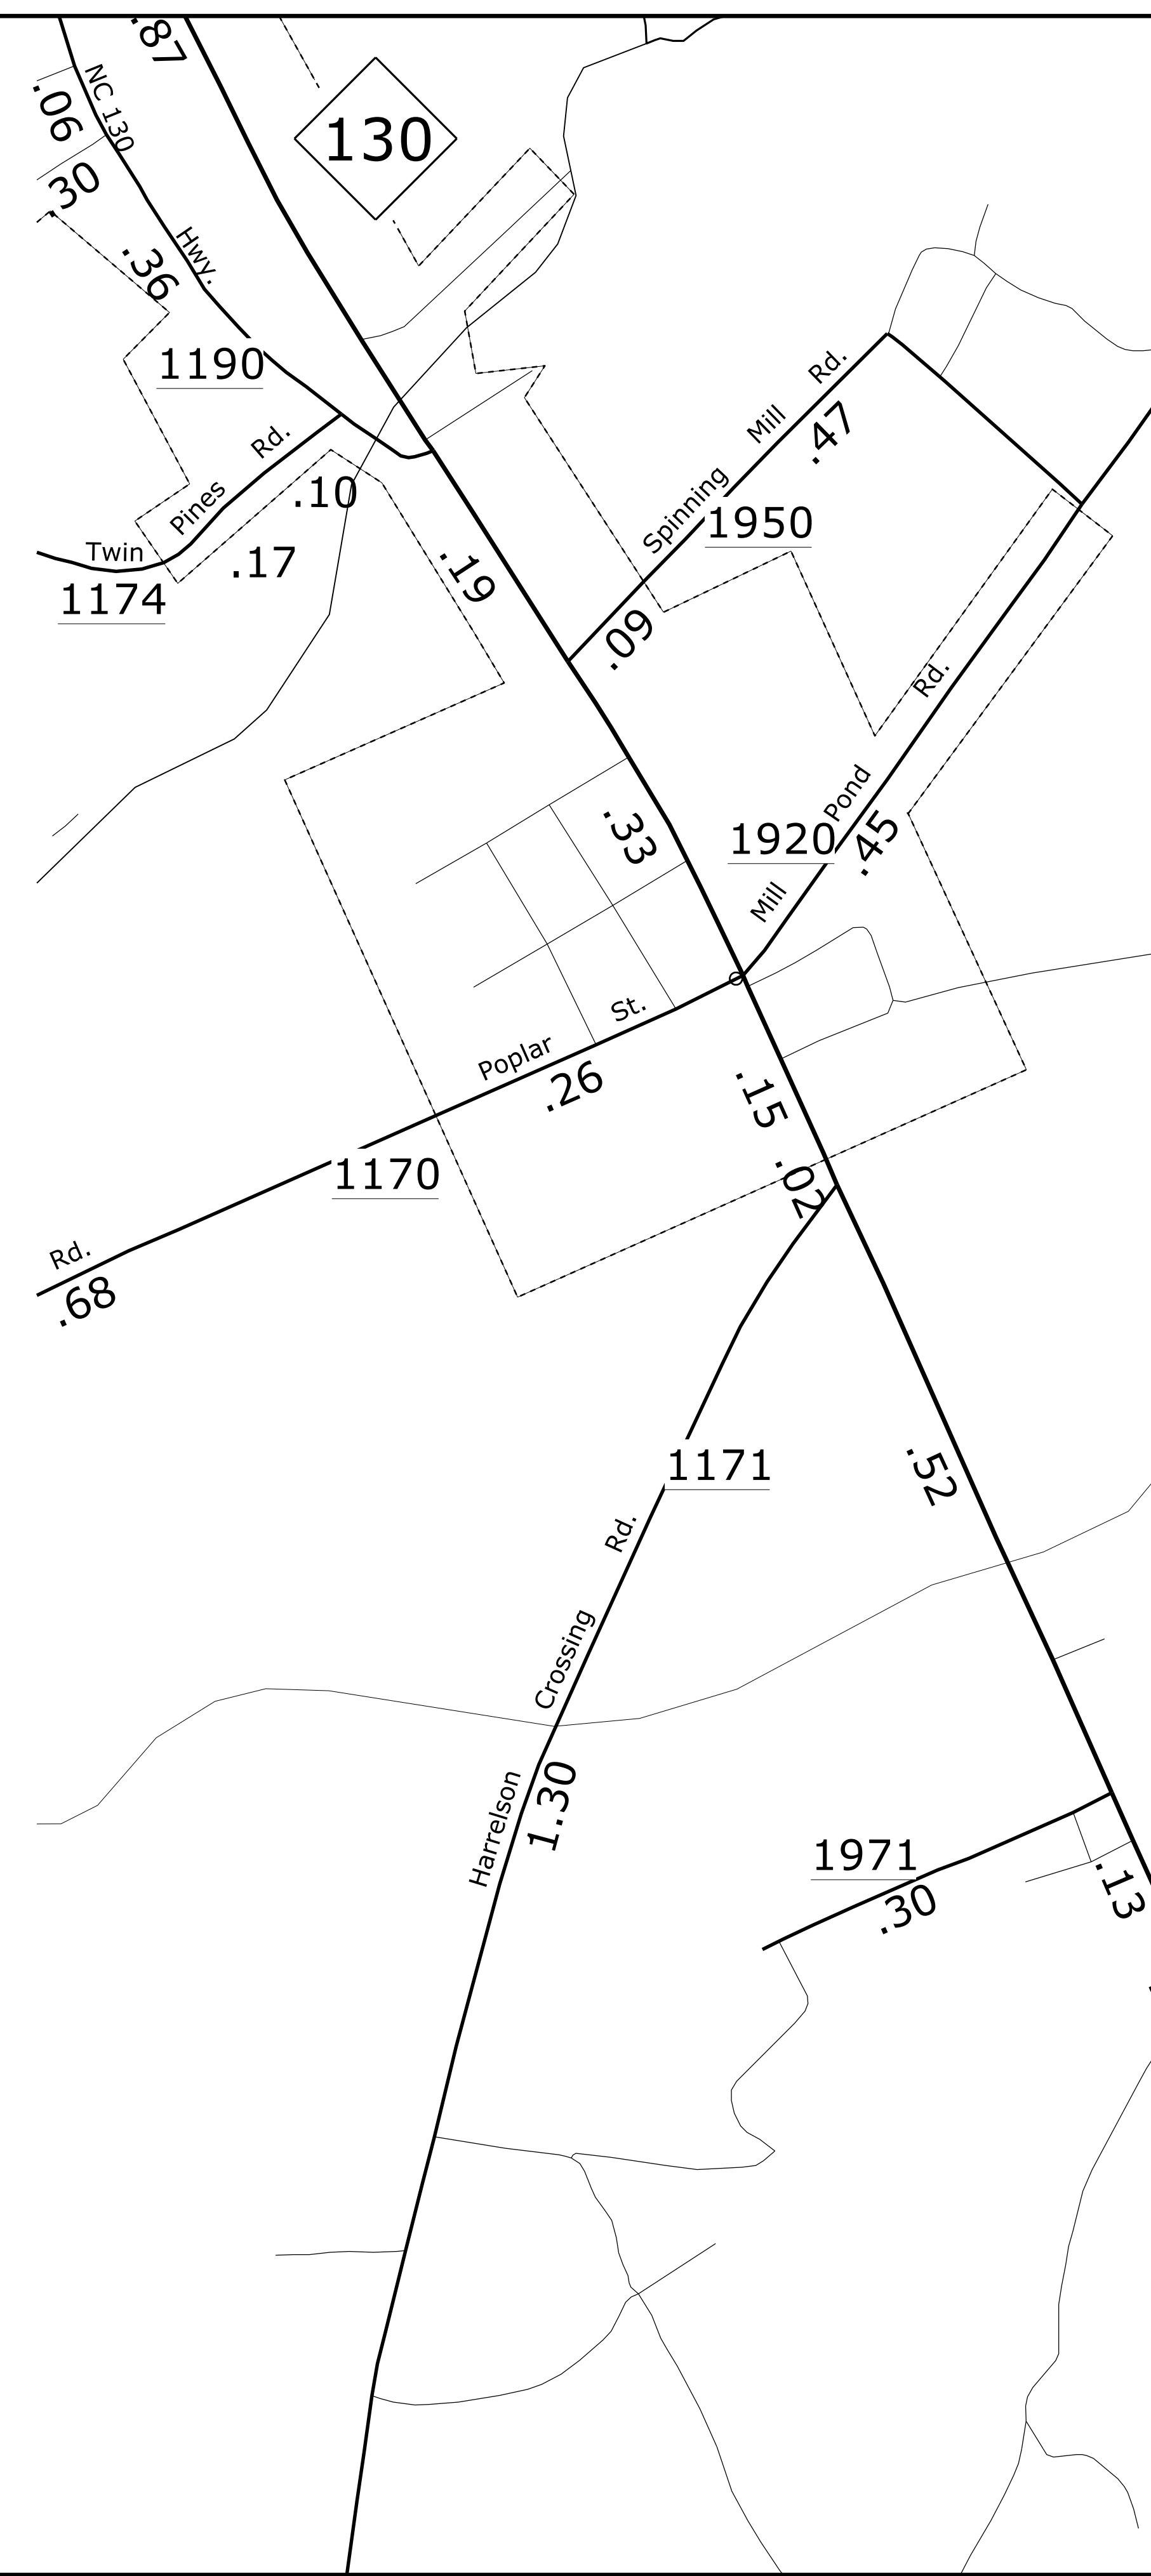 .87
NC 130
.06
130
.30
Hwy.
.36
1190
Rd.
Mill
.47
Rd.
Pines
.10
Spinning
1950
Twin
.17
.19
1174
.09
Rd.
Pond
.33
1920
.45
Mill
St.
Poplar
.26
.15
1170
.02
Rd.
.68
1171
.52
Rd.
Crossing
Harrelson
1.30
1971
.30
.13